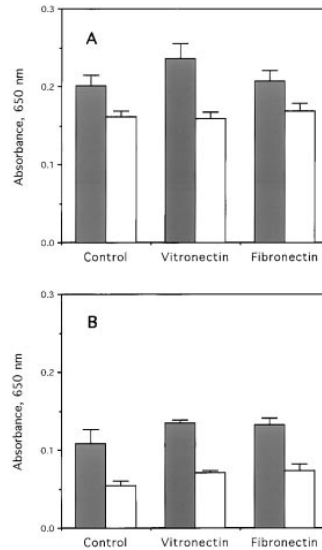 0.3
A
0.2
Absorbance, 650 nm
0.1
0.0
Control Vitronectin Fibronectin
0.3
B
0.2
Absorbance, 650 nm
0.1
0.0
Control Vitronectin Fibronectin